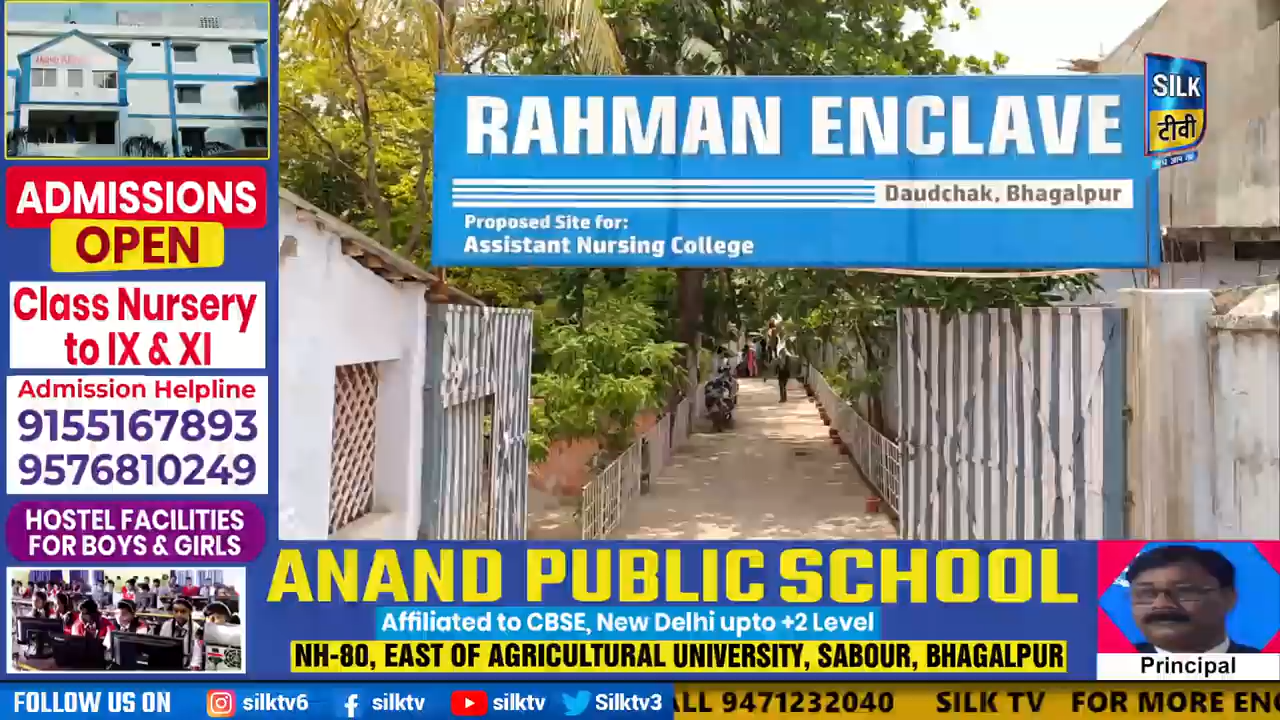 RAHMAN ENCLAVE
Daudchak, Bhagalpur
Proposed Site for:
Assistant Nursing College
SILK
टीवी
ADMISSIONS
OPEN
Class Nursery
to IX & XI
Admission Helpline
9155167893
9576810249
HOSTEL FACILITIES
FOR BOYS & GIRLS
ANAND PUBLIC SCHOOL
Affiliated to CBSE, New Delhi upto +2 Level
NH-80, EAST OF AGRICULTURAL UNIVERSITY, SABOUR, BHAGALPUR
Principal
FOLLOW US ON silktv6 silktv silktv Silktv3 ALL 9471232040 SILK TV FOR MORE ENG